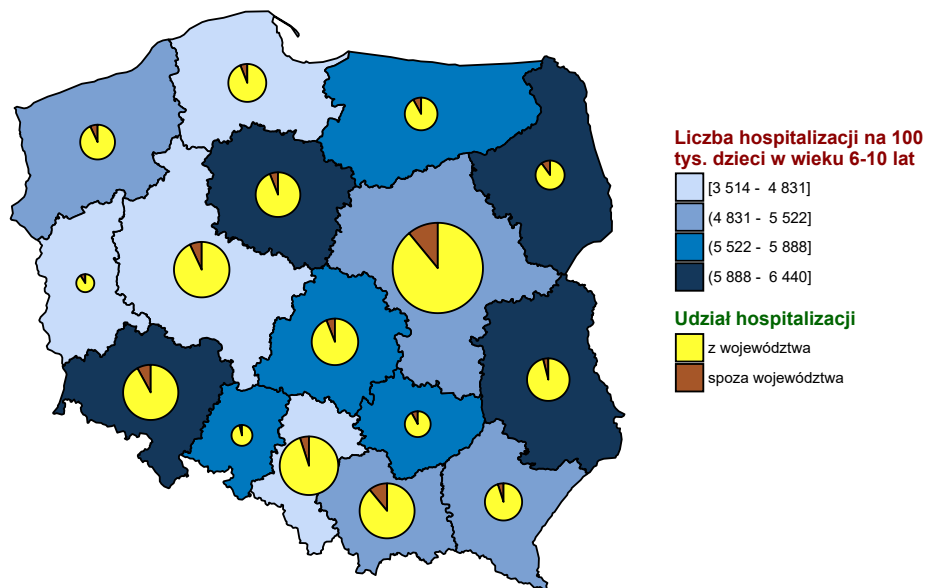 Liczba hospitalizacji na 100
tys. dzieci w wieku 6-10 lat
[3 514 - 4 831]
(4 831 - 5 522]
(5 522 - 5 888]
(5 888 - 6 440]
Udział hospitalizacji
z województwa
spoza województwa